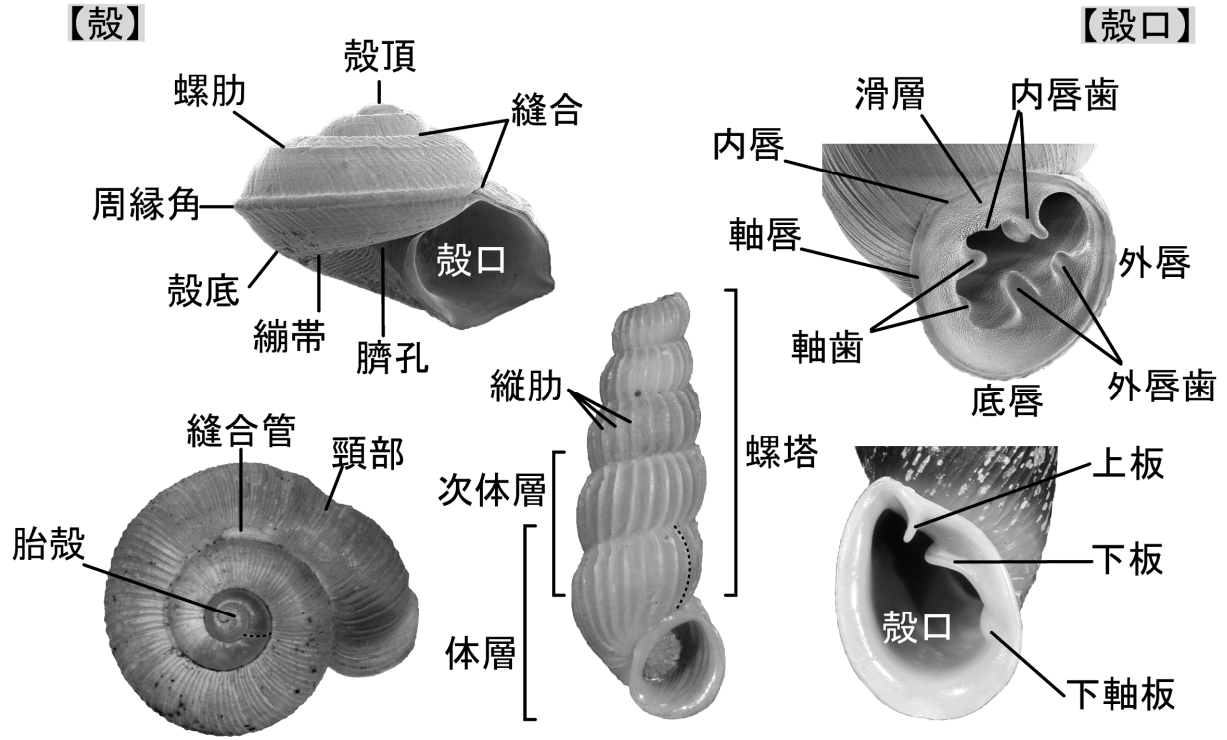 【殻】
殻頂
螺肋
縫合
周縁角
殻口
殻底
繃帯
臍孔
縫合管
頸部
胎殻
縦肋
次体層
体層
螺塔
【殻口】
滑層
内唇歯
内唇
軸唇
外唇
軸歯
外唇歯
底唇
上板
下板
殻口
下軸板